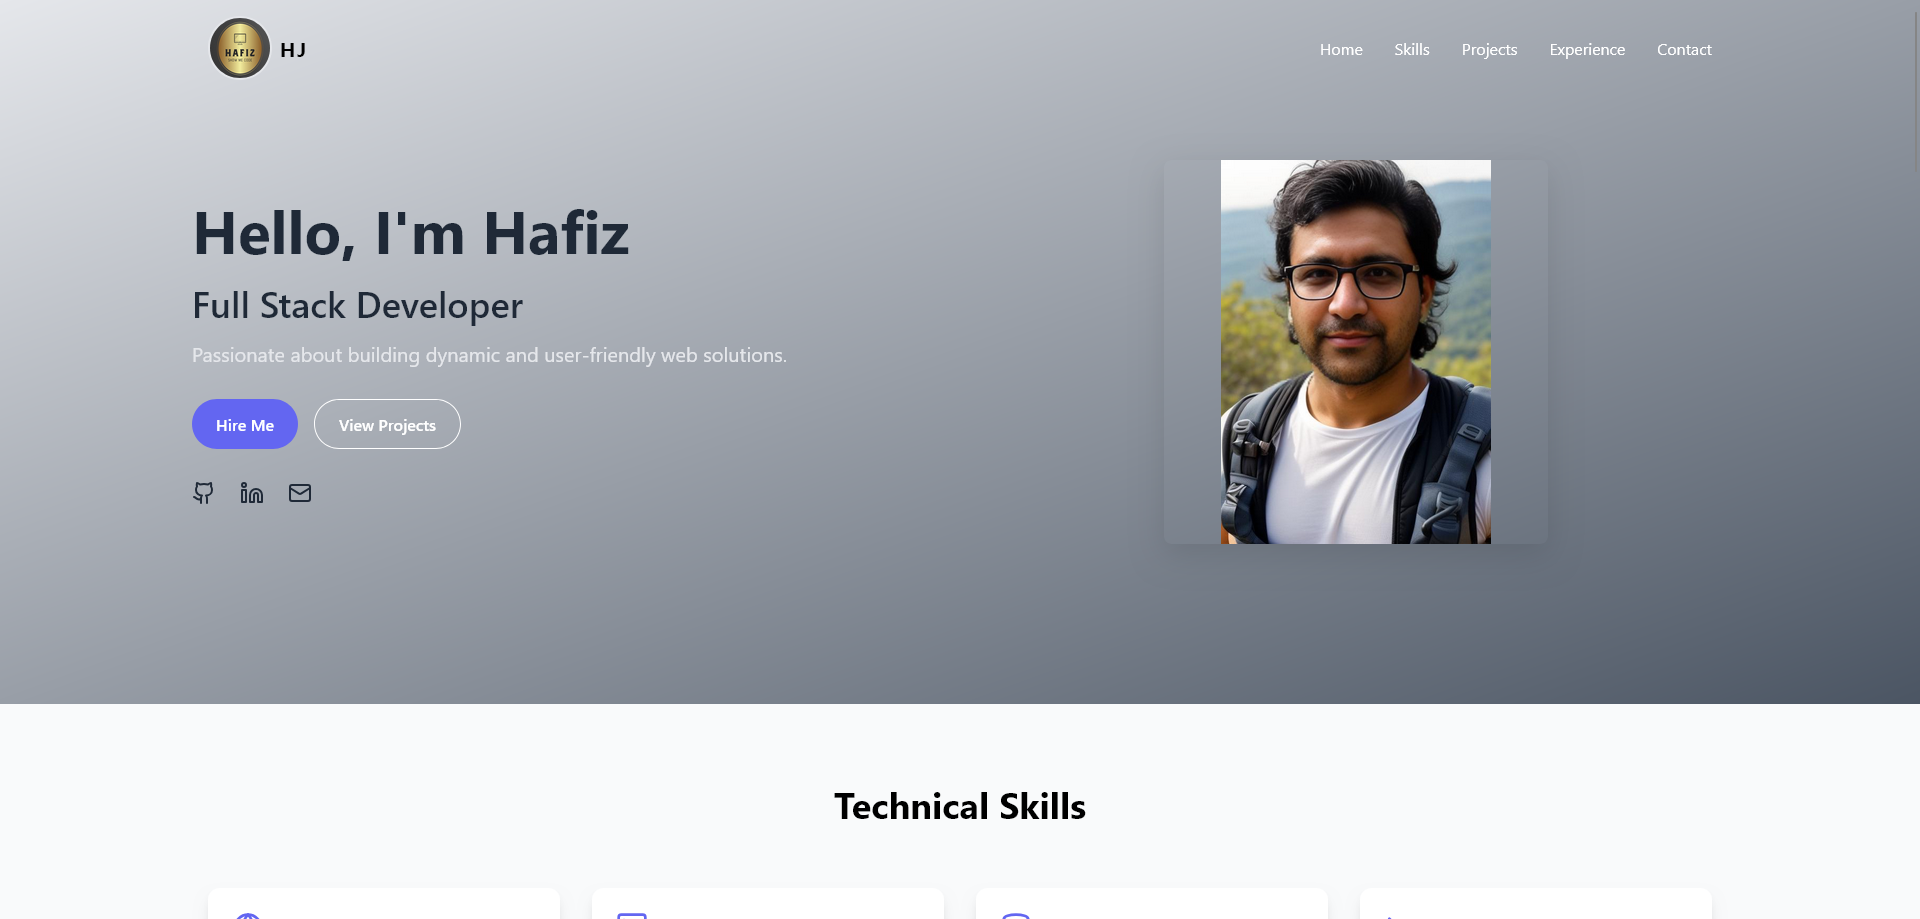 HAFIZ
HJ
Home
Skills
Projects
Experience
Contact
Hello, I'm Hafiz
Full Stack Developer
Passionate about building dynamic and user-friendly web solutions.
Hire Me
View Projects
Technical Skills